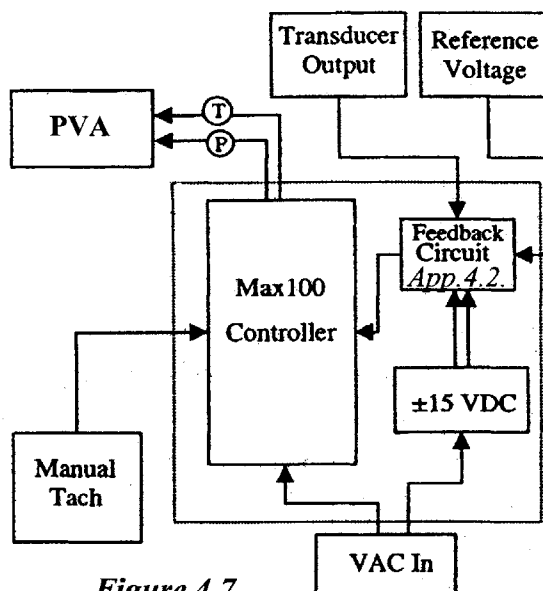 Transducer
Output
Reference
Voltage
PVA
T
P
Feedback
Circuit
App.4.2.
Max100
Controller
±15 VDC
Manual
Tach
VAC In
Figure 4.7